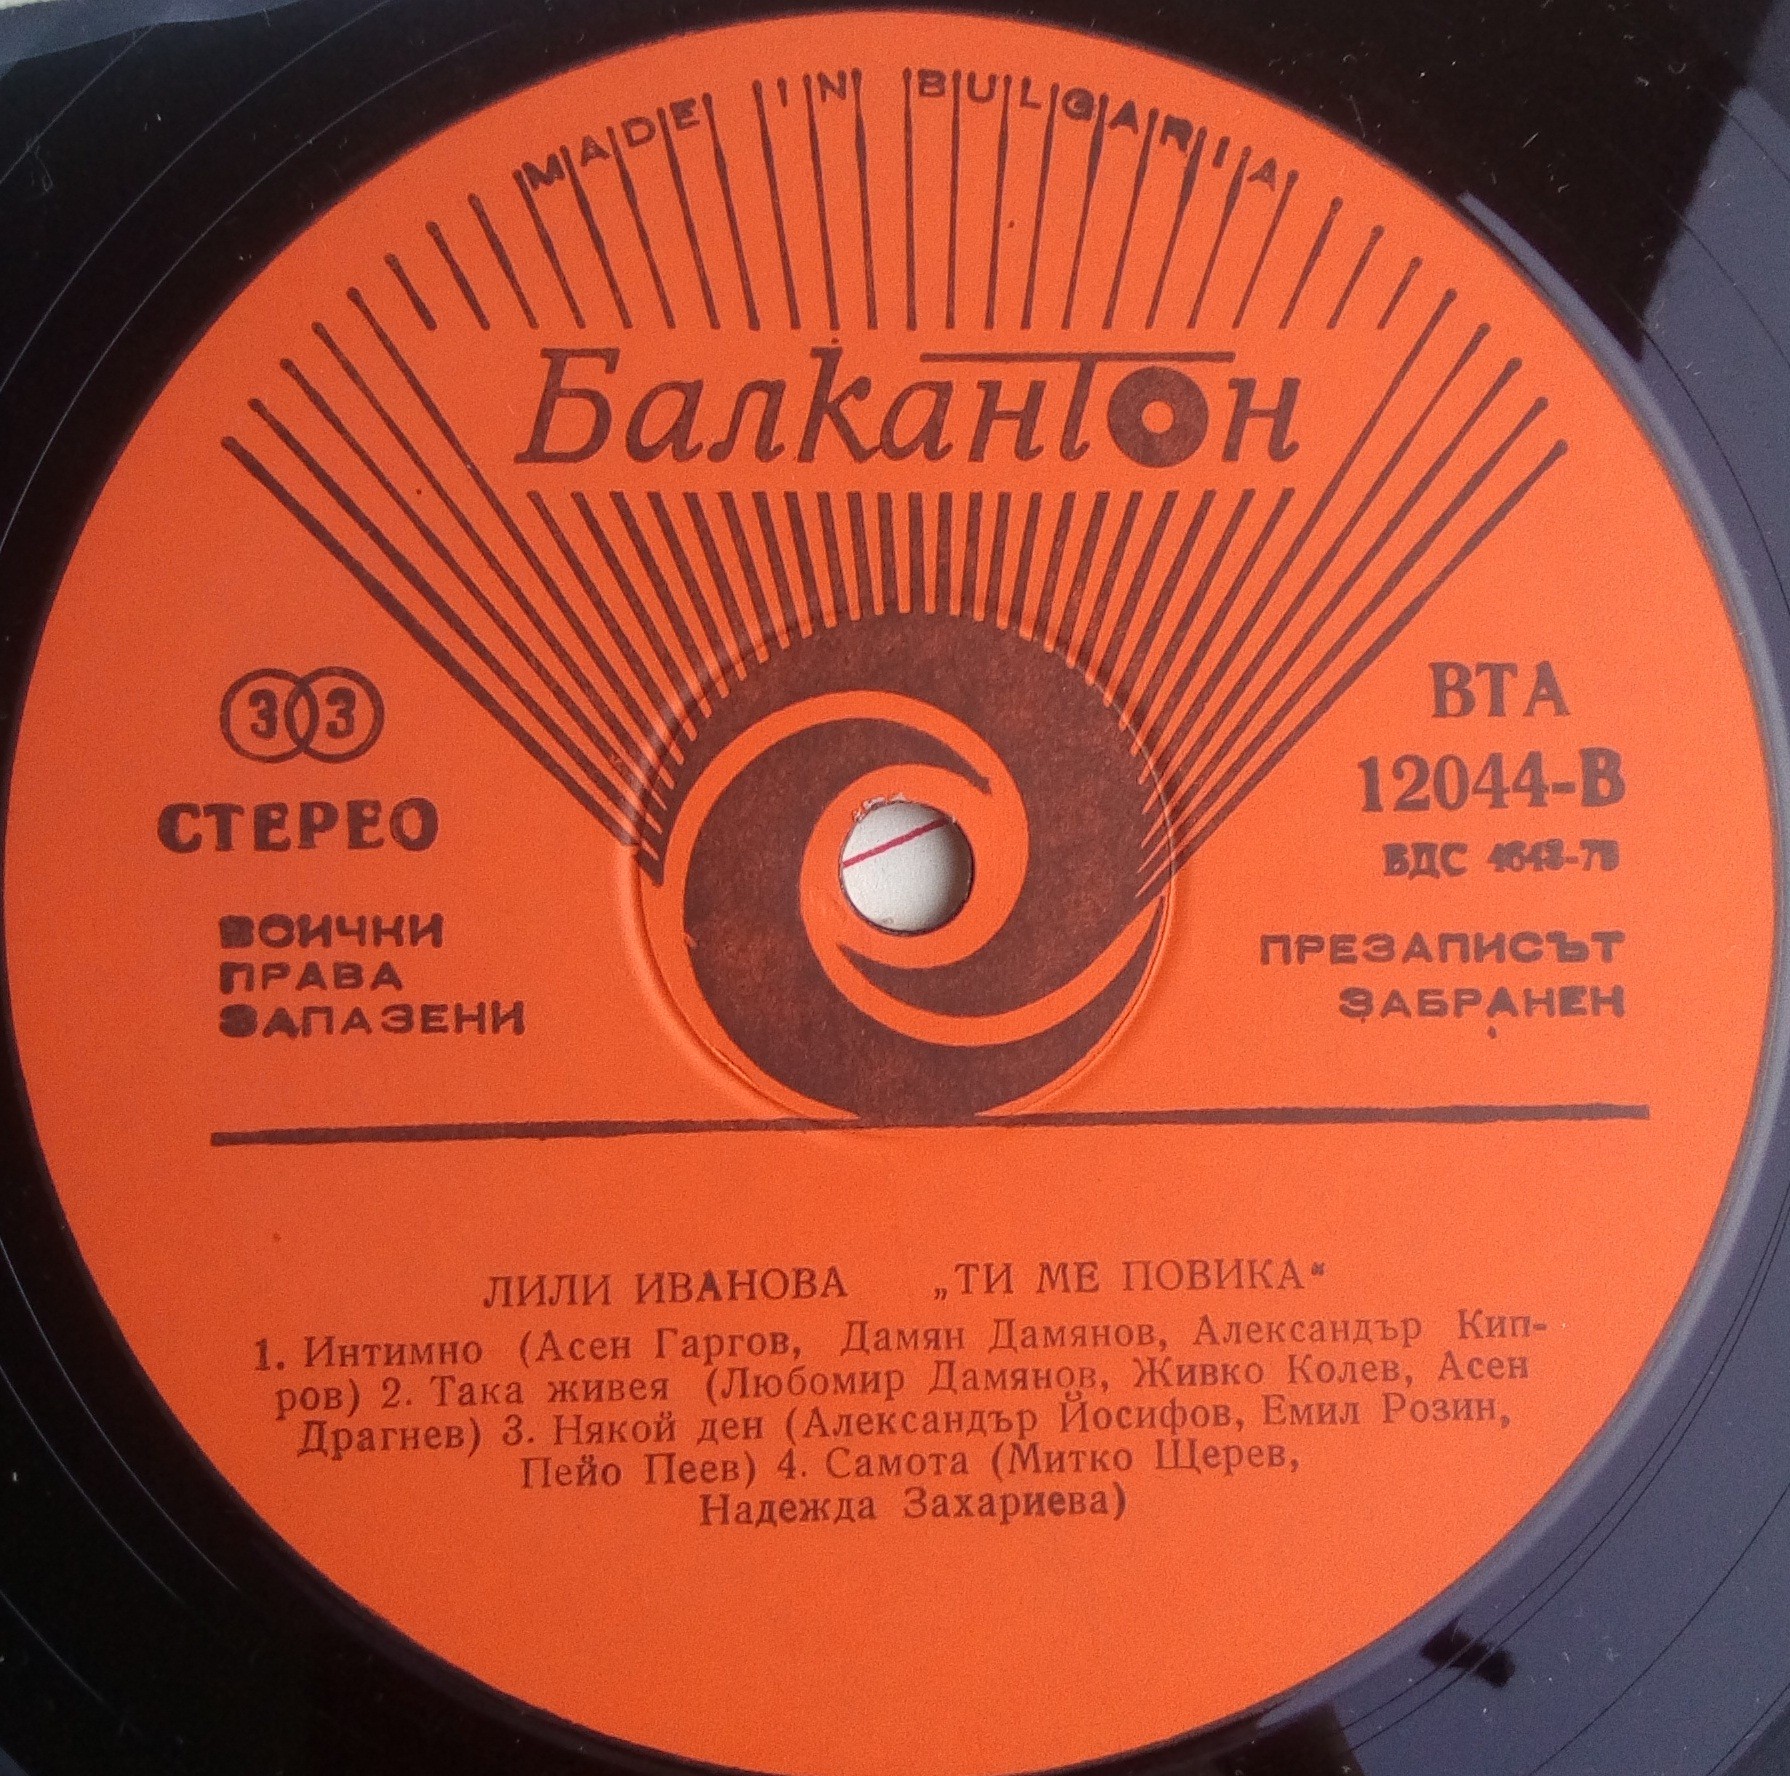 MADE IN BULGARIA
Балкантон
33
СТЕРЕО
ВСИЧКИ
ПРАВА
ЗАПАЗЕНИ
ВТА
12044-В
БДС
ПРЕЗАПИСЪТ
ЗАБРАНЕН
ЛИЛИ ИВАНОВА „ТИ МЕ ПОВИКА“
1. Интимно (Асен Гаргов, Дамян Дамянов, Александър Кип-
ров) 2. Така живея (Любомир Дамянов, Живко Колев, Асен
Драгнев) 3. Някой ден (Александър Йосифов, Емил Розин,
Пейо Пеев) 4. Самота (Митко Щерев,
Надежда Захариева)